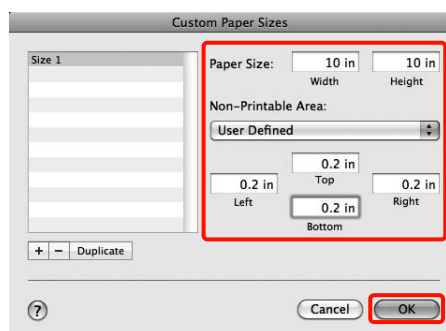 Custom Paper Sizes
Size 1
Paper Size:
10 in
10 in
Width
Height
Non-Printable Area:
User Defined
0.2 in
Top
0.2 in
0.2 in
Left
Right
0.2 in
Bottom
+ − Duplicate
?
Cancel
OK